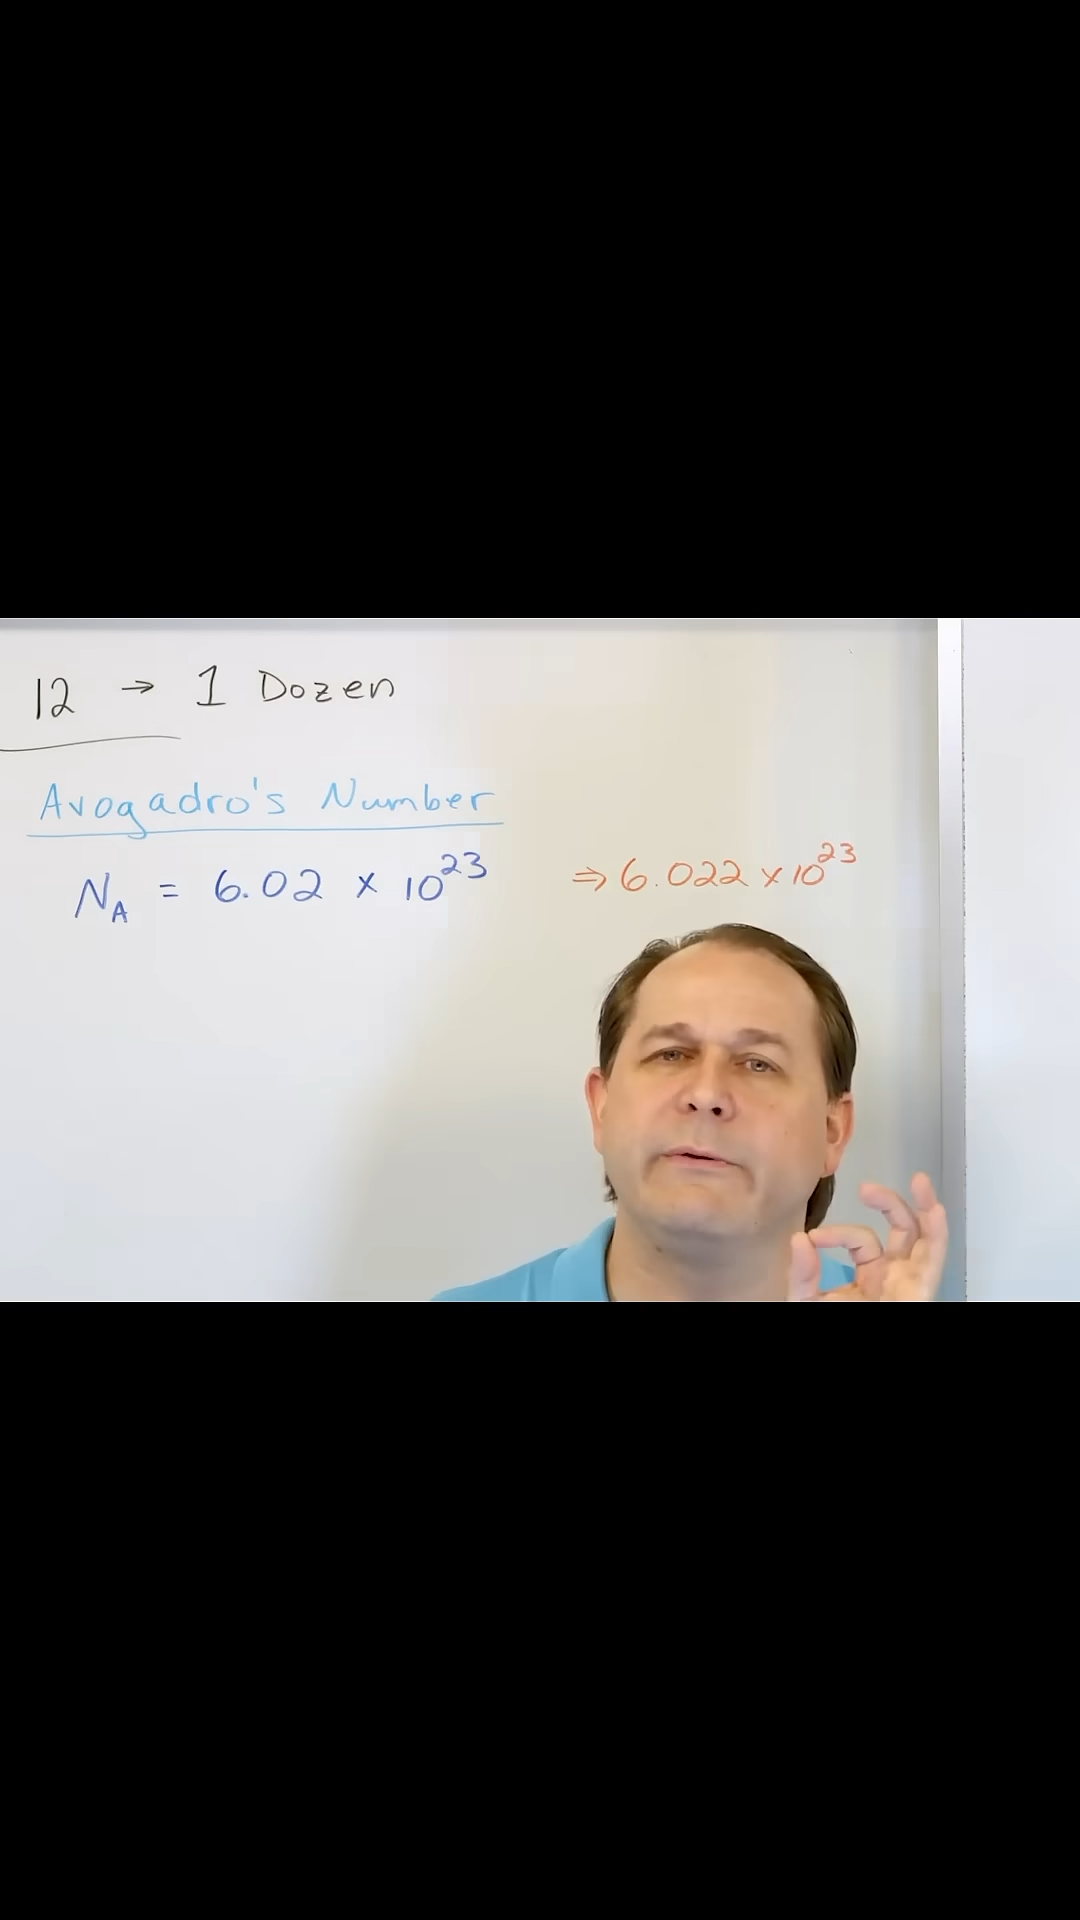 12 → 1 Dozen
Avogadro's Number
N_A = 6.02 × 10^23 ⇒ 6.022 × 10^23